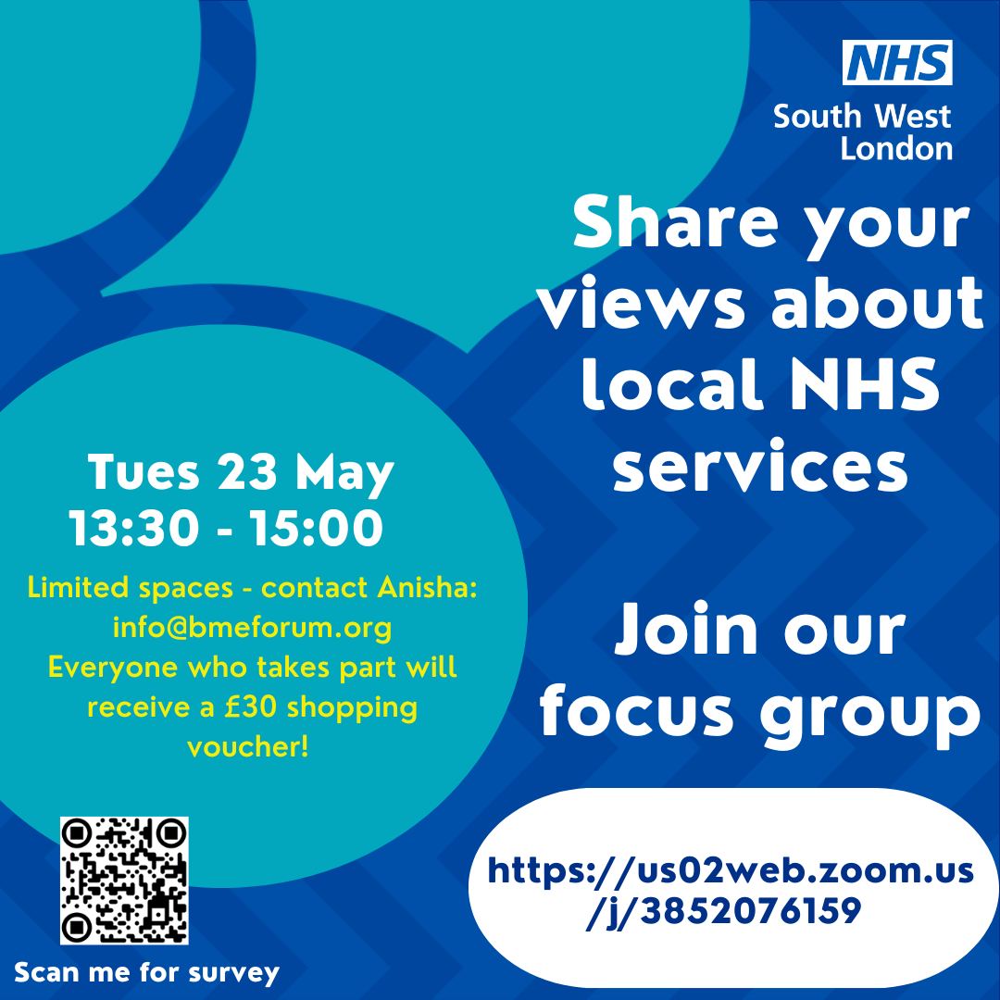 NHS
South West
London
Share your
views about
local NHS
services
Tues 23 May
13:30 - 15:00
Limited spaces - contact Anisha:
info@bmeforum.org
Everyone who takes part will
receive a £30 shopping
voucher!
Join our
focus group
https://us02web.zoom.us
/j/3852076159
Scan me for survey